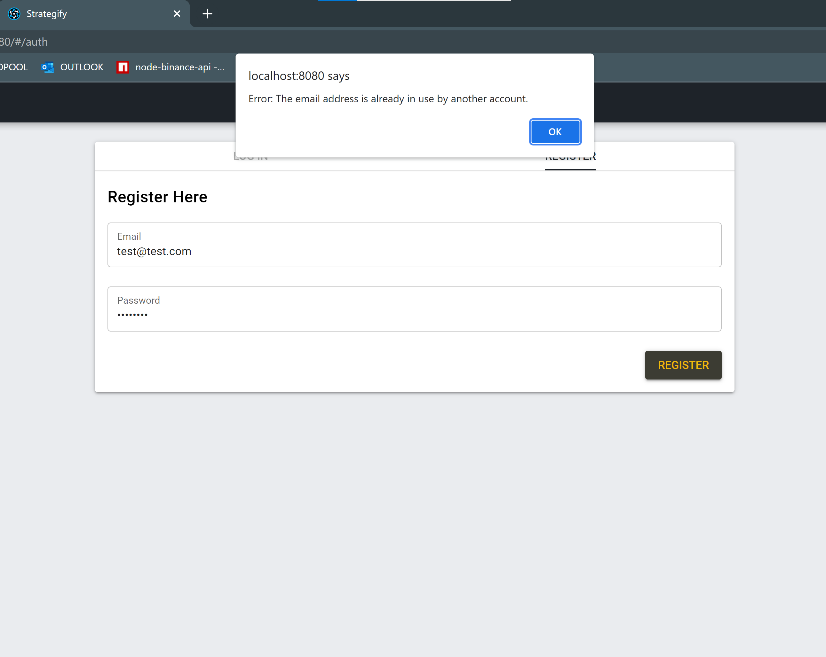 Strategify
80/#/auth
OPOOL
OUTLOOK
node-binance-api -...
localhost:8080 says
Error: The email address is already in use by another account.
OK
LOG IN
REGISTER
Register Here
Email
test@test.com
Password
REGISTER